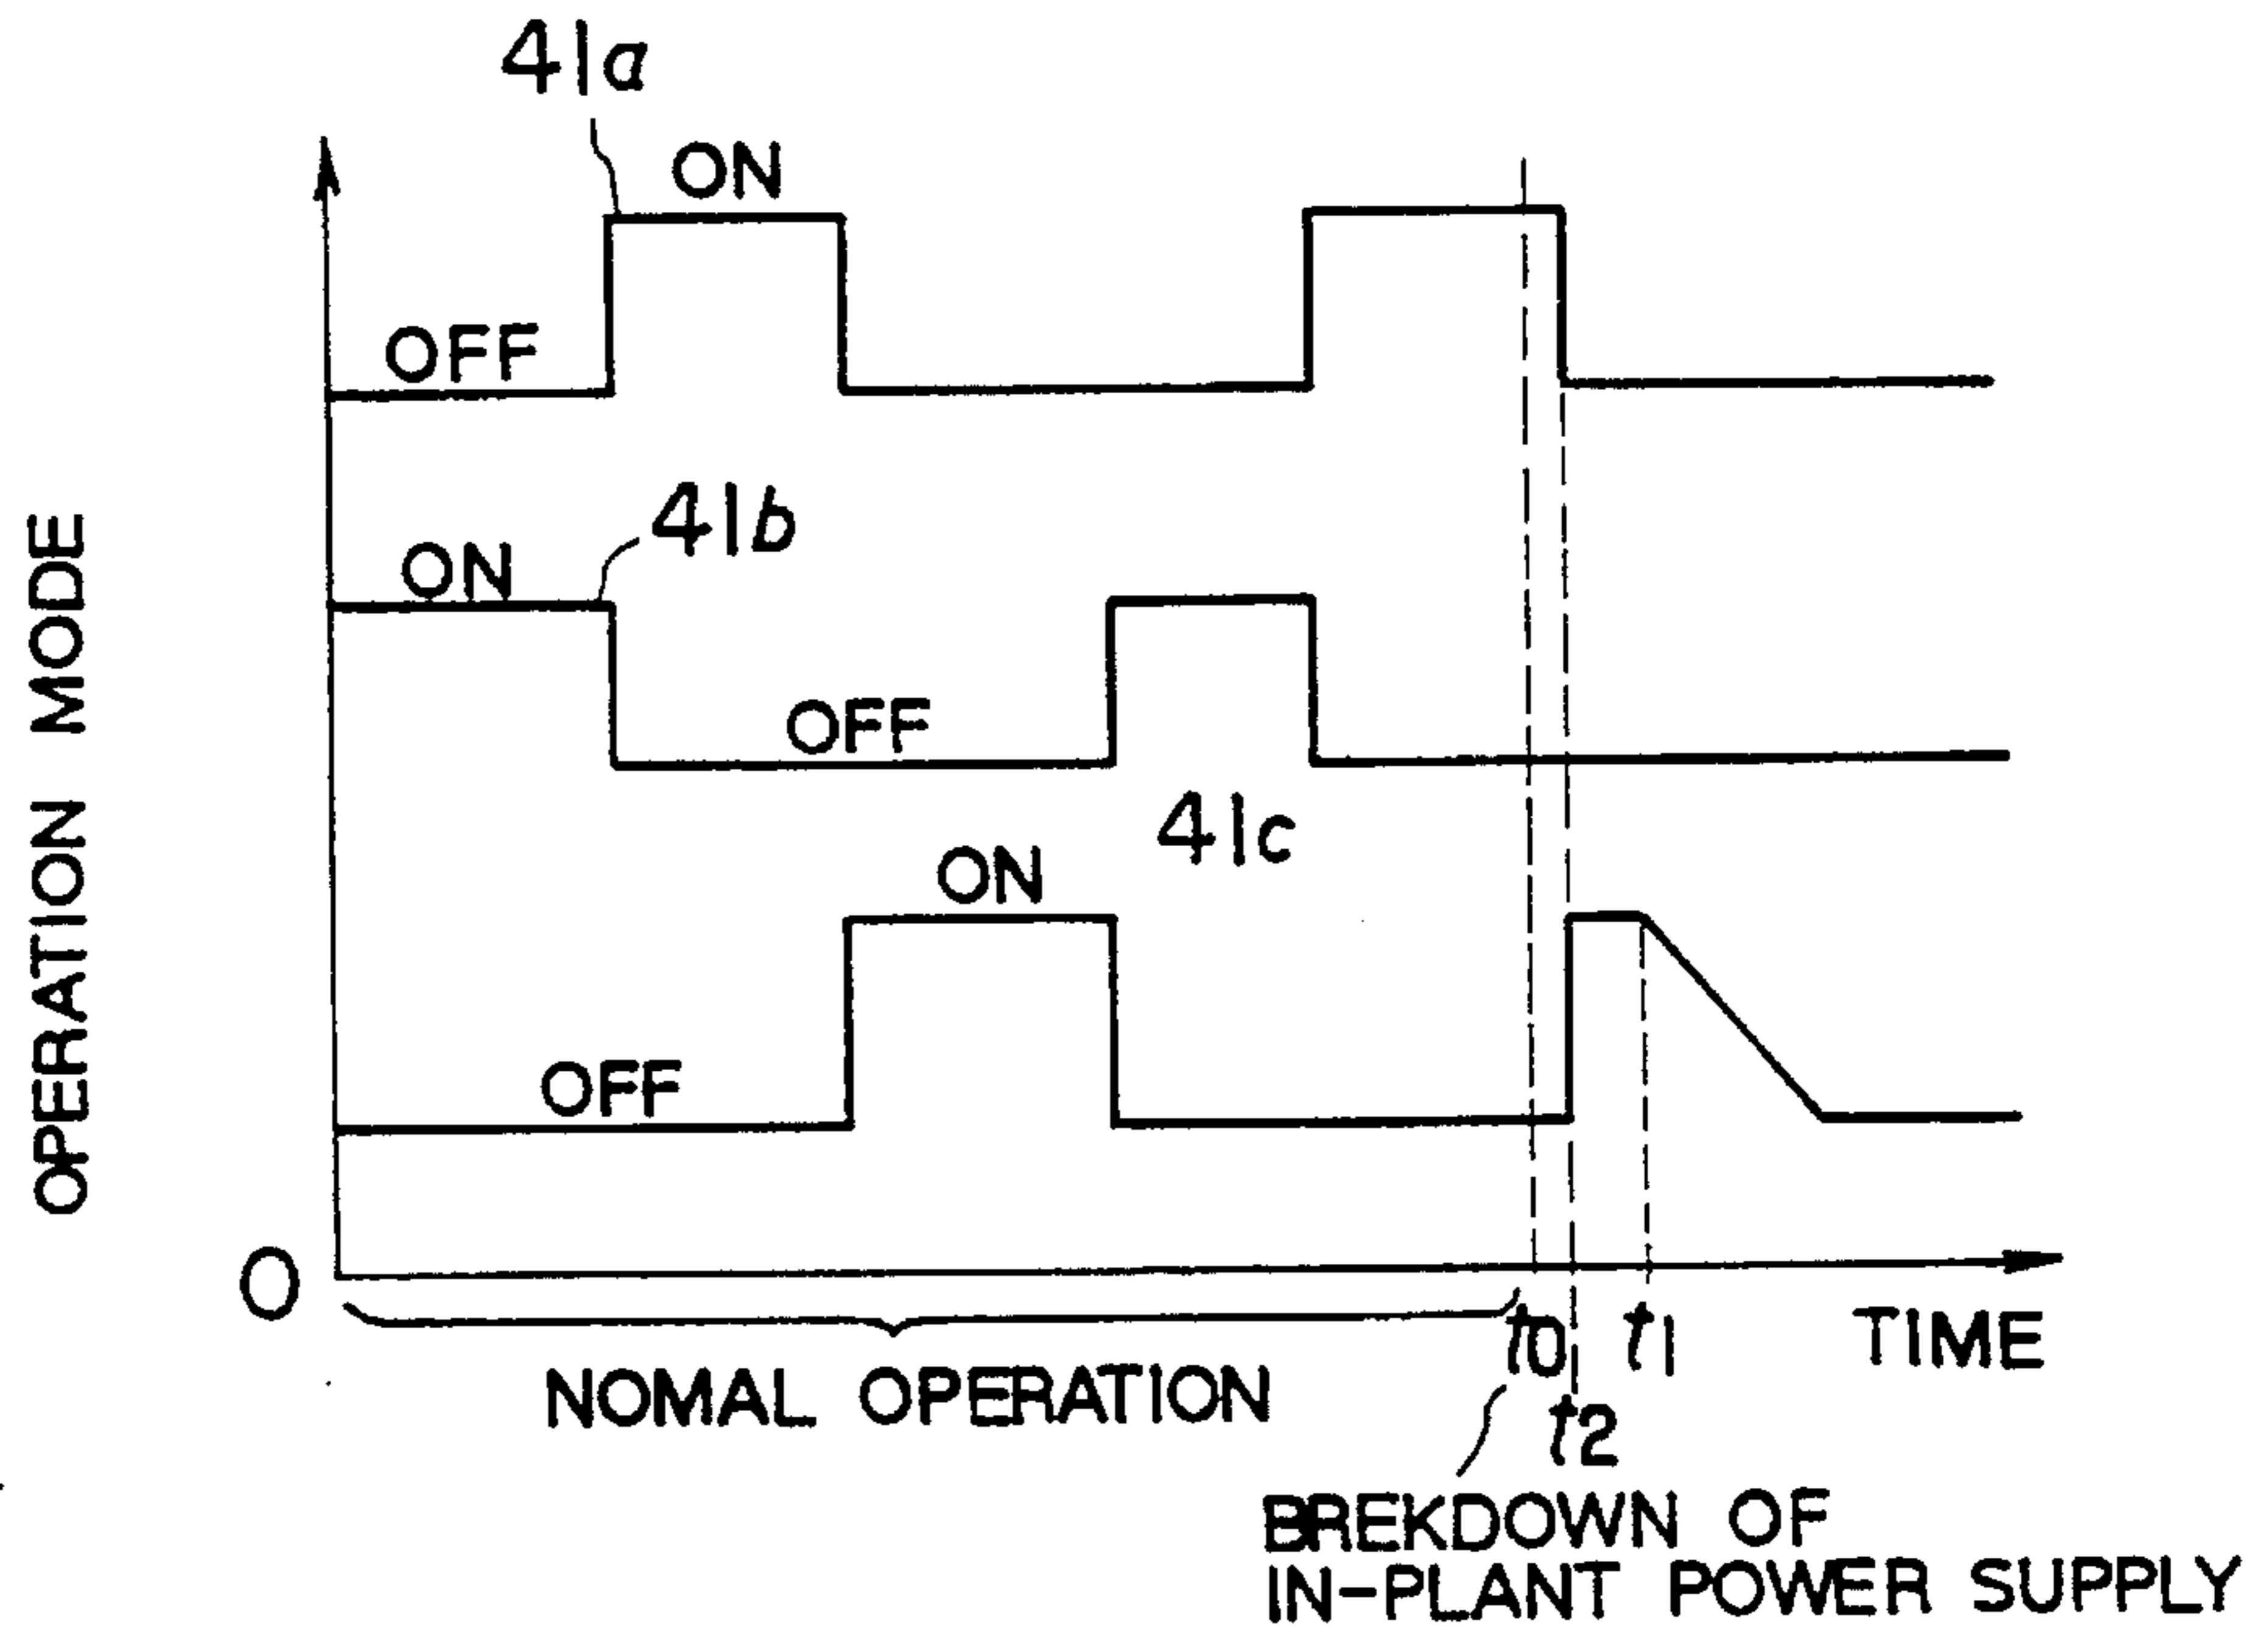 41a
ON
OFF
41b
ON
OFF
41c
ON
OFF
OPERATION MODE
0
t0
t1
TIME
NOMAL OPERATION
t2
BREKDOWN OF
IN-PLANT POWER SUPPLY